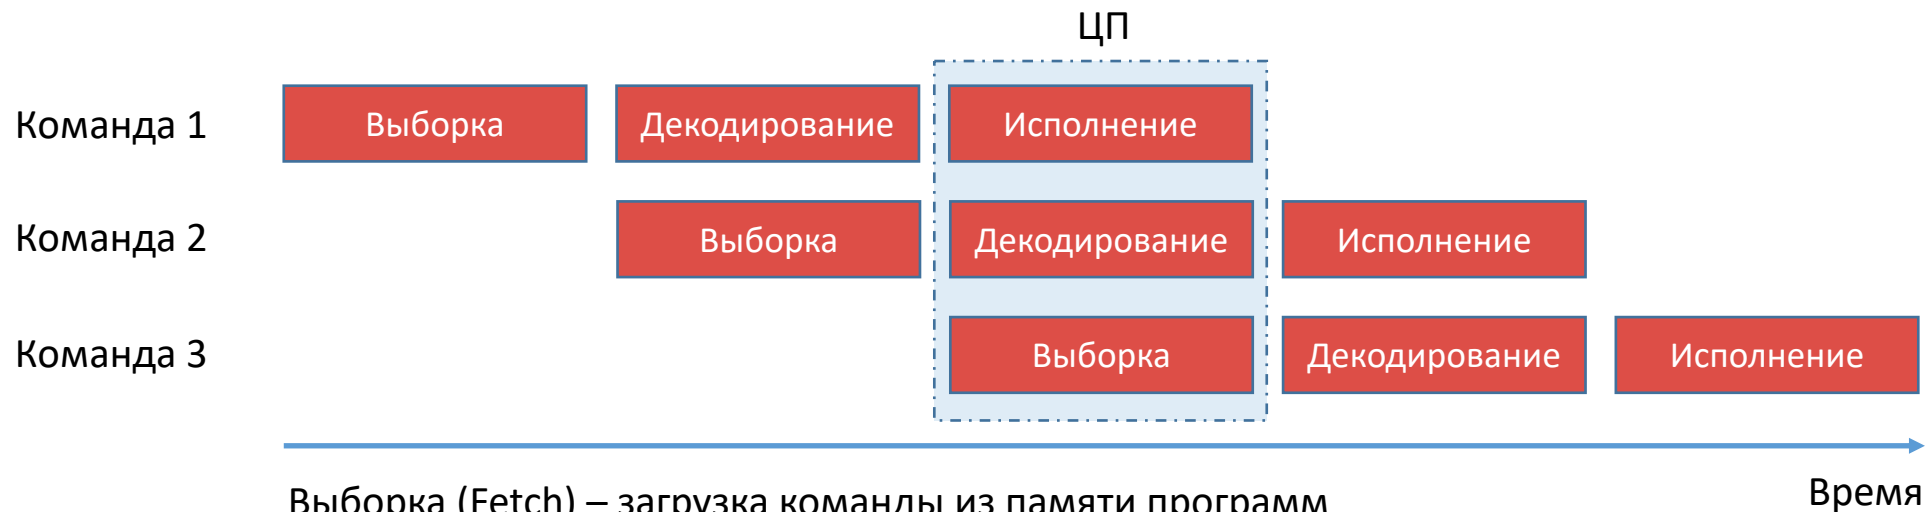 ЦП
Команда 1 Выборка Декодирование Исполнение
Команда 2 Выборка Декодирование Исполнение
Команда 3 Выборка Декодирование Исполнение
Время
Выборка (Fetch) – загрузка команды из памяти программ